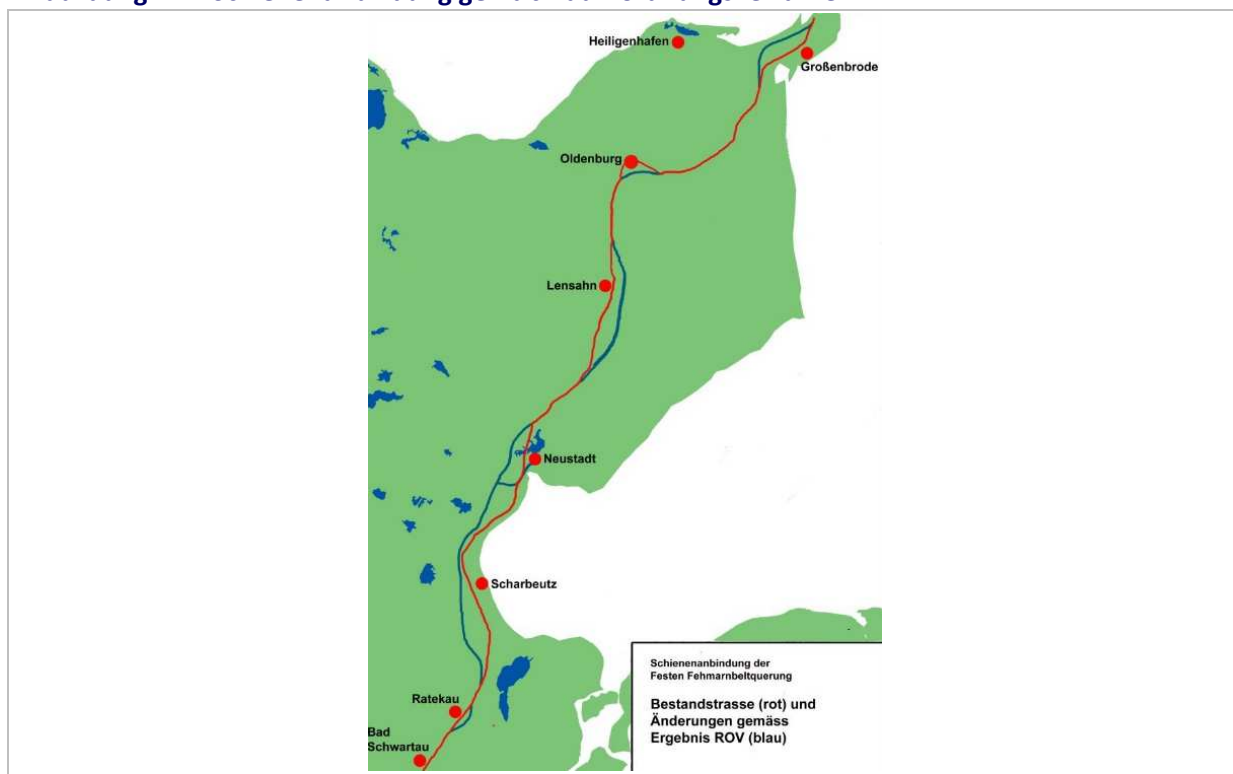 Heiligenhafen
Großenbrode
Oldenburg
Lensahn
Neustadt
Scharbeutz
Ratekau
Bad
Schwartau
Schienenanbindung der
Festen Fehmarnbeltquerung
Bestandstrasse (rot) und
Änderungen gemäss
Ergebnis ROV (blau)